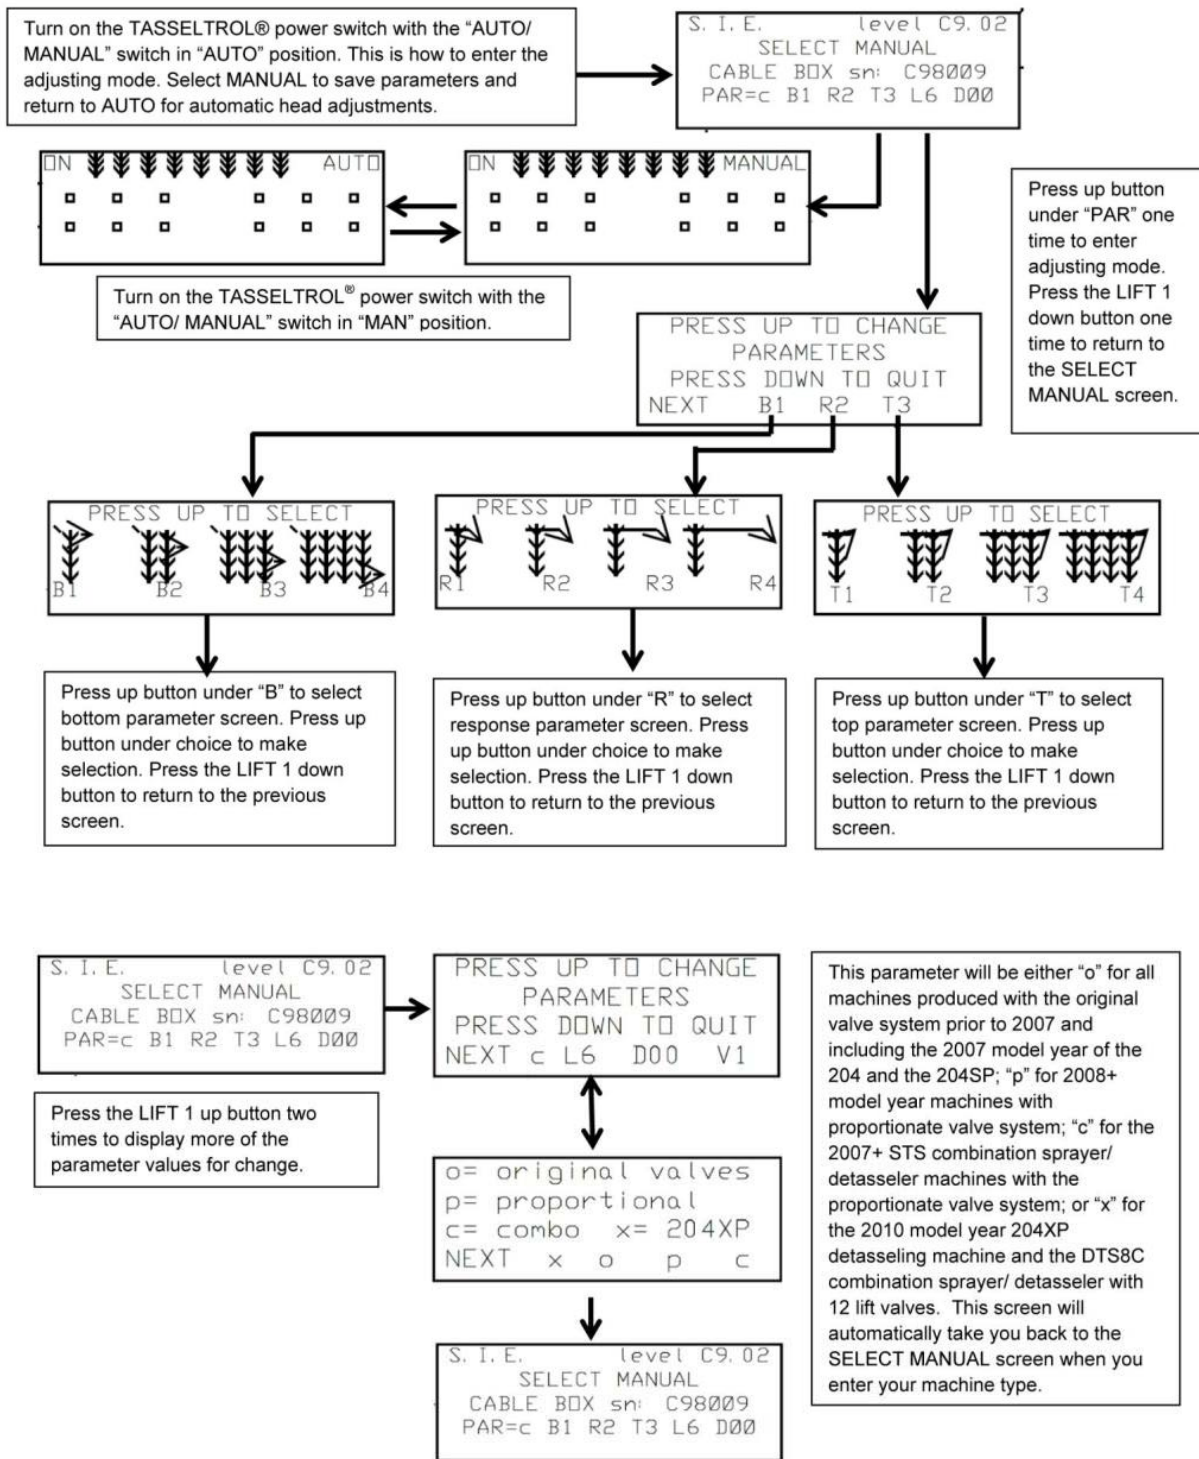 Turn on the TASSELTROL® power switch with the “AUTO/
MANUAL” switch in “AUTO” position. This is how to enter the
adjusting mode. Select MANUAL to save parameters and
return to AUTO for automatic head adjustments.
S. I. E. level C9.02
SELECT MANUAL
CABLE BOX sn: C98009
PAR=c B1 R2 T3 L6 D00
ON AUTO
ON MANUAL
Turn on the TASSELTROL® power switch with the
“AUTO/ MANUAL” switch in “MAN” position.
Press up button
under “PAR” one
time to enter
adjusting mode.
Press the LIFT 1
down button one
time to return to
the SELECT
MANUAL screen.
PRESS UP TO CHANGE
PARAMETERS
PRESS DOWN TO QUIT
NEXT B1 R2 T3
PRESS UP TO SELECT
B1 B2 B3 B4
PRESS UP TO SELECT
R1 R2 R3 R4
PRESS UP TO SELECT
T1 T2 T3 T4
Press up button under “B” to select
bottom parameter screen. Press up
button under choice to make
selection. Press the LIFT 1 down
button to return to the previous
screen.
Press up button under “R” to select
response parameter screen. Press
up button under choice to make
selection. Press the LIFT 1 down
button to return to the previous
screen.
Press up button under “T” to select
top parameter screen. Press up
button under choice to make
selection. Press the LIFT 1 down
button to return to the previous
screen.
S. I. E. level C9.02
SELECT MANUAL
CABLE BOX sn: C98009
PAR=c B1 R2 T3 L6 D00
Press the LIFT 1 up button two
times to display more of the
parameter values for change.
PRESS UP TO CHANGE
PARAMETERS
PRESS DOWN TO QUIT
NEXT c L6 D00 V1
o= original valves
p= proportional
c= combo x= 204XP
NEXT x o p c
S. I. E. level C9.02
SELECT MANUAL
CABLE BOX sn: C98009
PAR=c B1 R2 T3 L6 D00
This parameter will be either “o” for all
machines produced with the original
valve system prior to 2007 and
including the 2007 model year of the
204 and the 204SP; “p” for 2008+
model year machines with
proportionate valve system; “c” for the
2007+ STS combination sprayer/
detasseler machines with the
proportionate valve system; or “x” for
the 2010 model year 204XP
detasseling machine and the DTS8C
combination sprayer/ detasseler with
12 lift valves. This screen will
automatically take you back to the
SELECT MANUAL screen when you
enter your machine type.